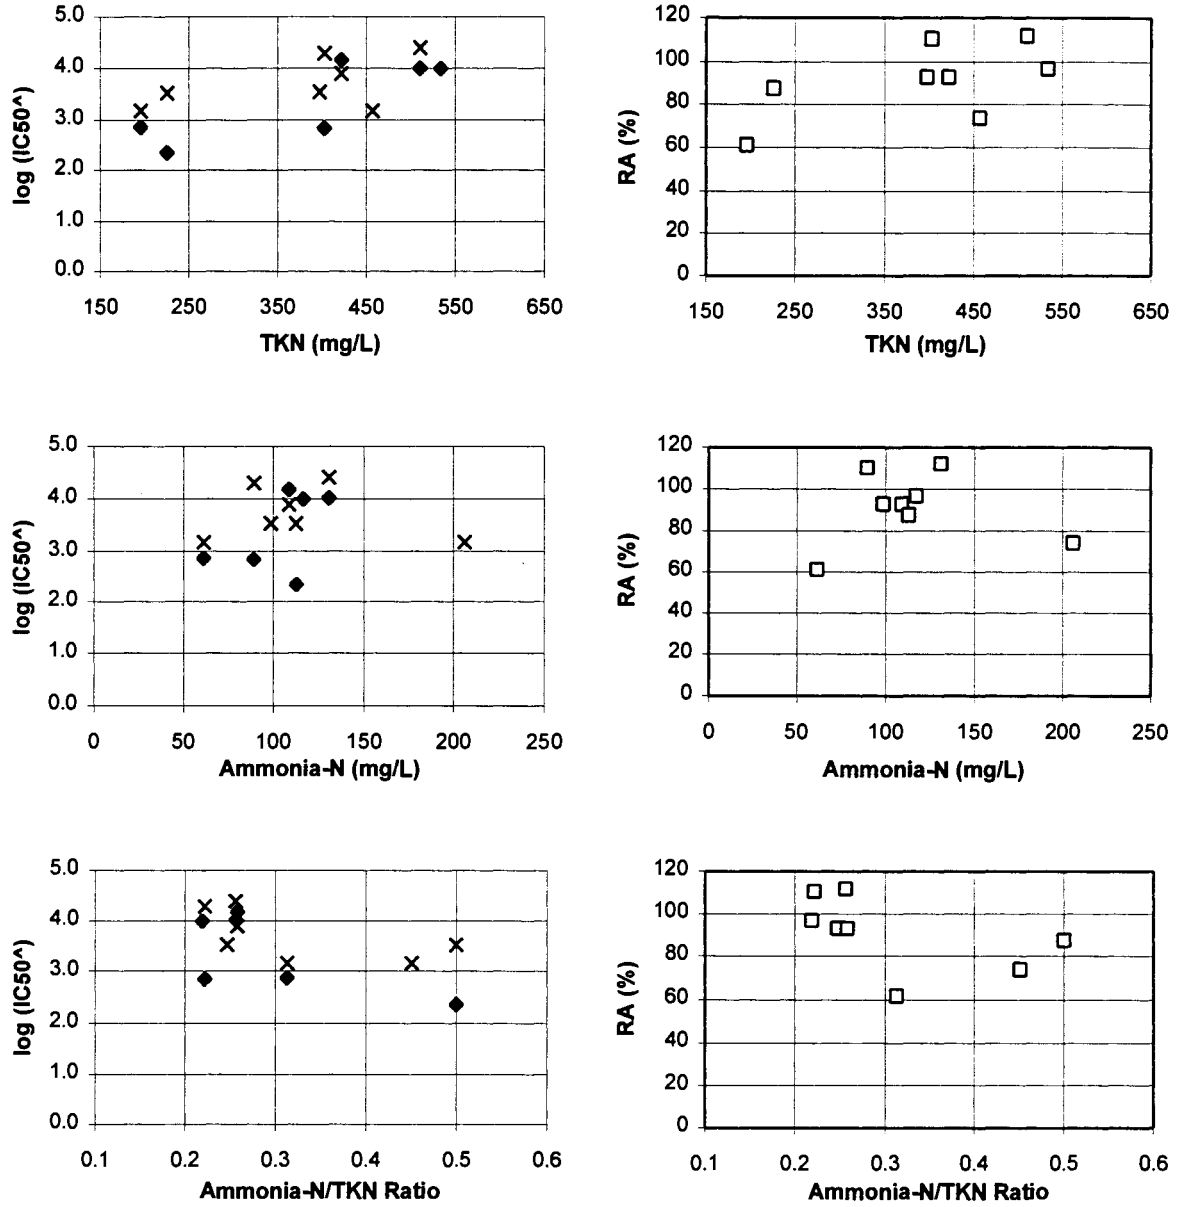 5.0
4.0
3.0
2.0
1.0
0.0
log (IC50^)
150 250 350 450 550 650
TKN (mg/L)
120
100
80
60
40
20
0
RA (%)
150 250 350 450 550 650
TKN (mg/L)
5.0
4.0
3.0
2.0
1.0
0.0
log (IC50^)
0 50 100 150 200 250
Ammonia-N (mg/L)
120
100
80
60
40
20
0
RA (%)
0 50 100 150 200 250
Ammonia-N (mg/L)
5.0
4.0
3.0
2.0
1.0
0.0
log (IC50^)
0.1 0.2 0.3 0.4 0.5 0.6
Ammonia-N/TKN Ratio
120
100
80
60
40
20
0
RA (%)
0.1 0.2 0.3 0.4 0.5 0.6
Ammonia-N/TKN Ratio